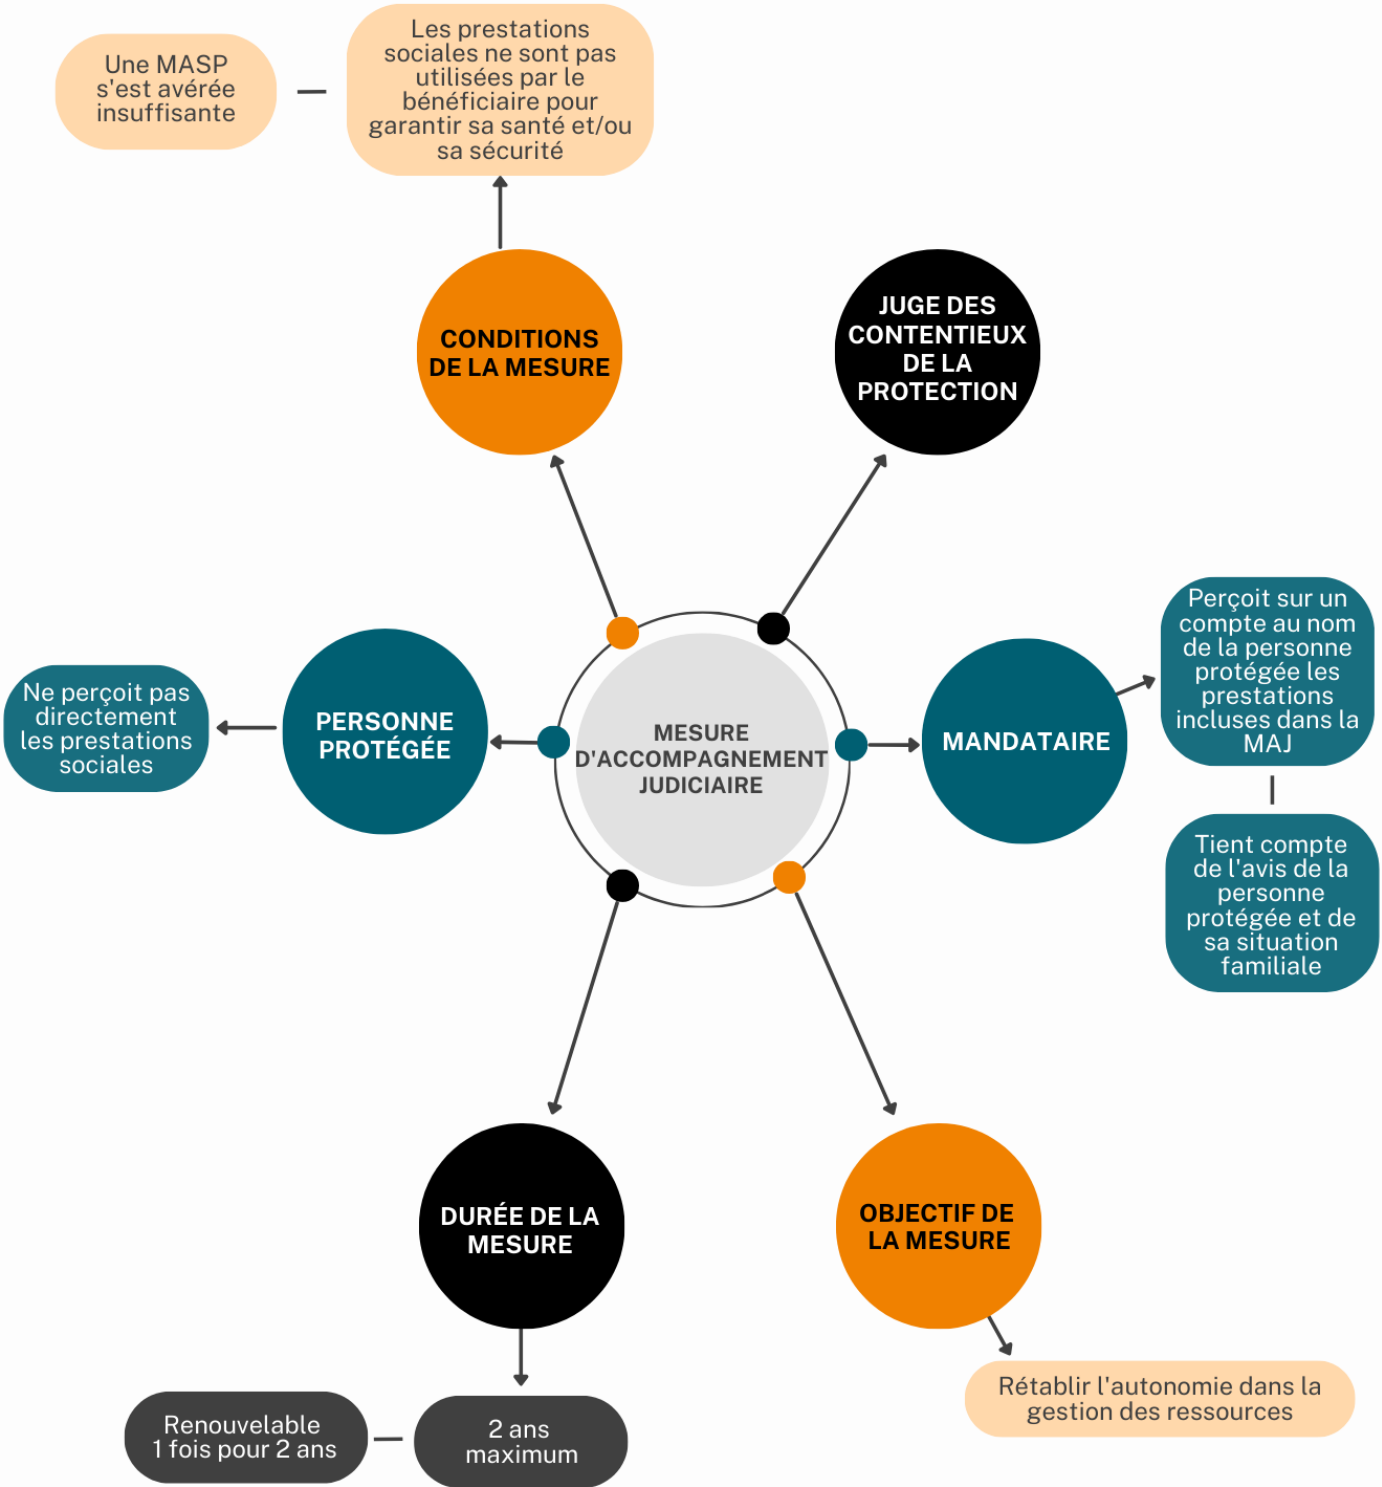 Une MASP
s'est avérée
insuffisante
Les prestations
sociales ne sont pas
utilisées par le
bénéficiaire pour
garantir sa santé et/ou
sa sécurité
CONDITIONS
DE LA MESURE
JUGE DES
CONTENTIEUX
DE LA
PROTECTION
Ne perçoit pas
directement
les prestations
sociales
PERSONNE
PROTÉGÉE
MESURE
D'ACCOMPAGNEMENT
JUDICIAIRE
MANDATAIRE
Perçoit sur un
compte au nom
de la personne
protégée les
prestations
incluses dans la
MAJ
Tient compte
de l'avis de la
personne
protégée et de
sa situation
familiale
DURÉE DE LA
MESURE
OBJECTIF DE
LA MESURE
Renouvelable
1 fois pour 2 ans
2 ans
maximum
Rétablir l'autonomie dans la
gestion des ressources